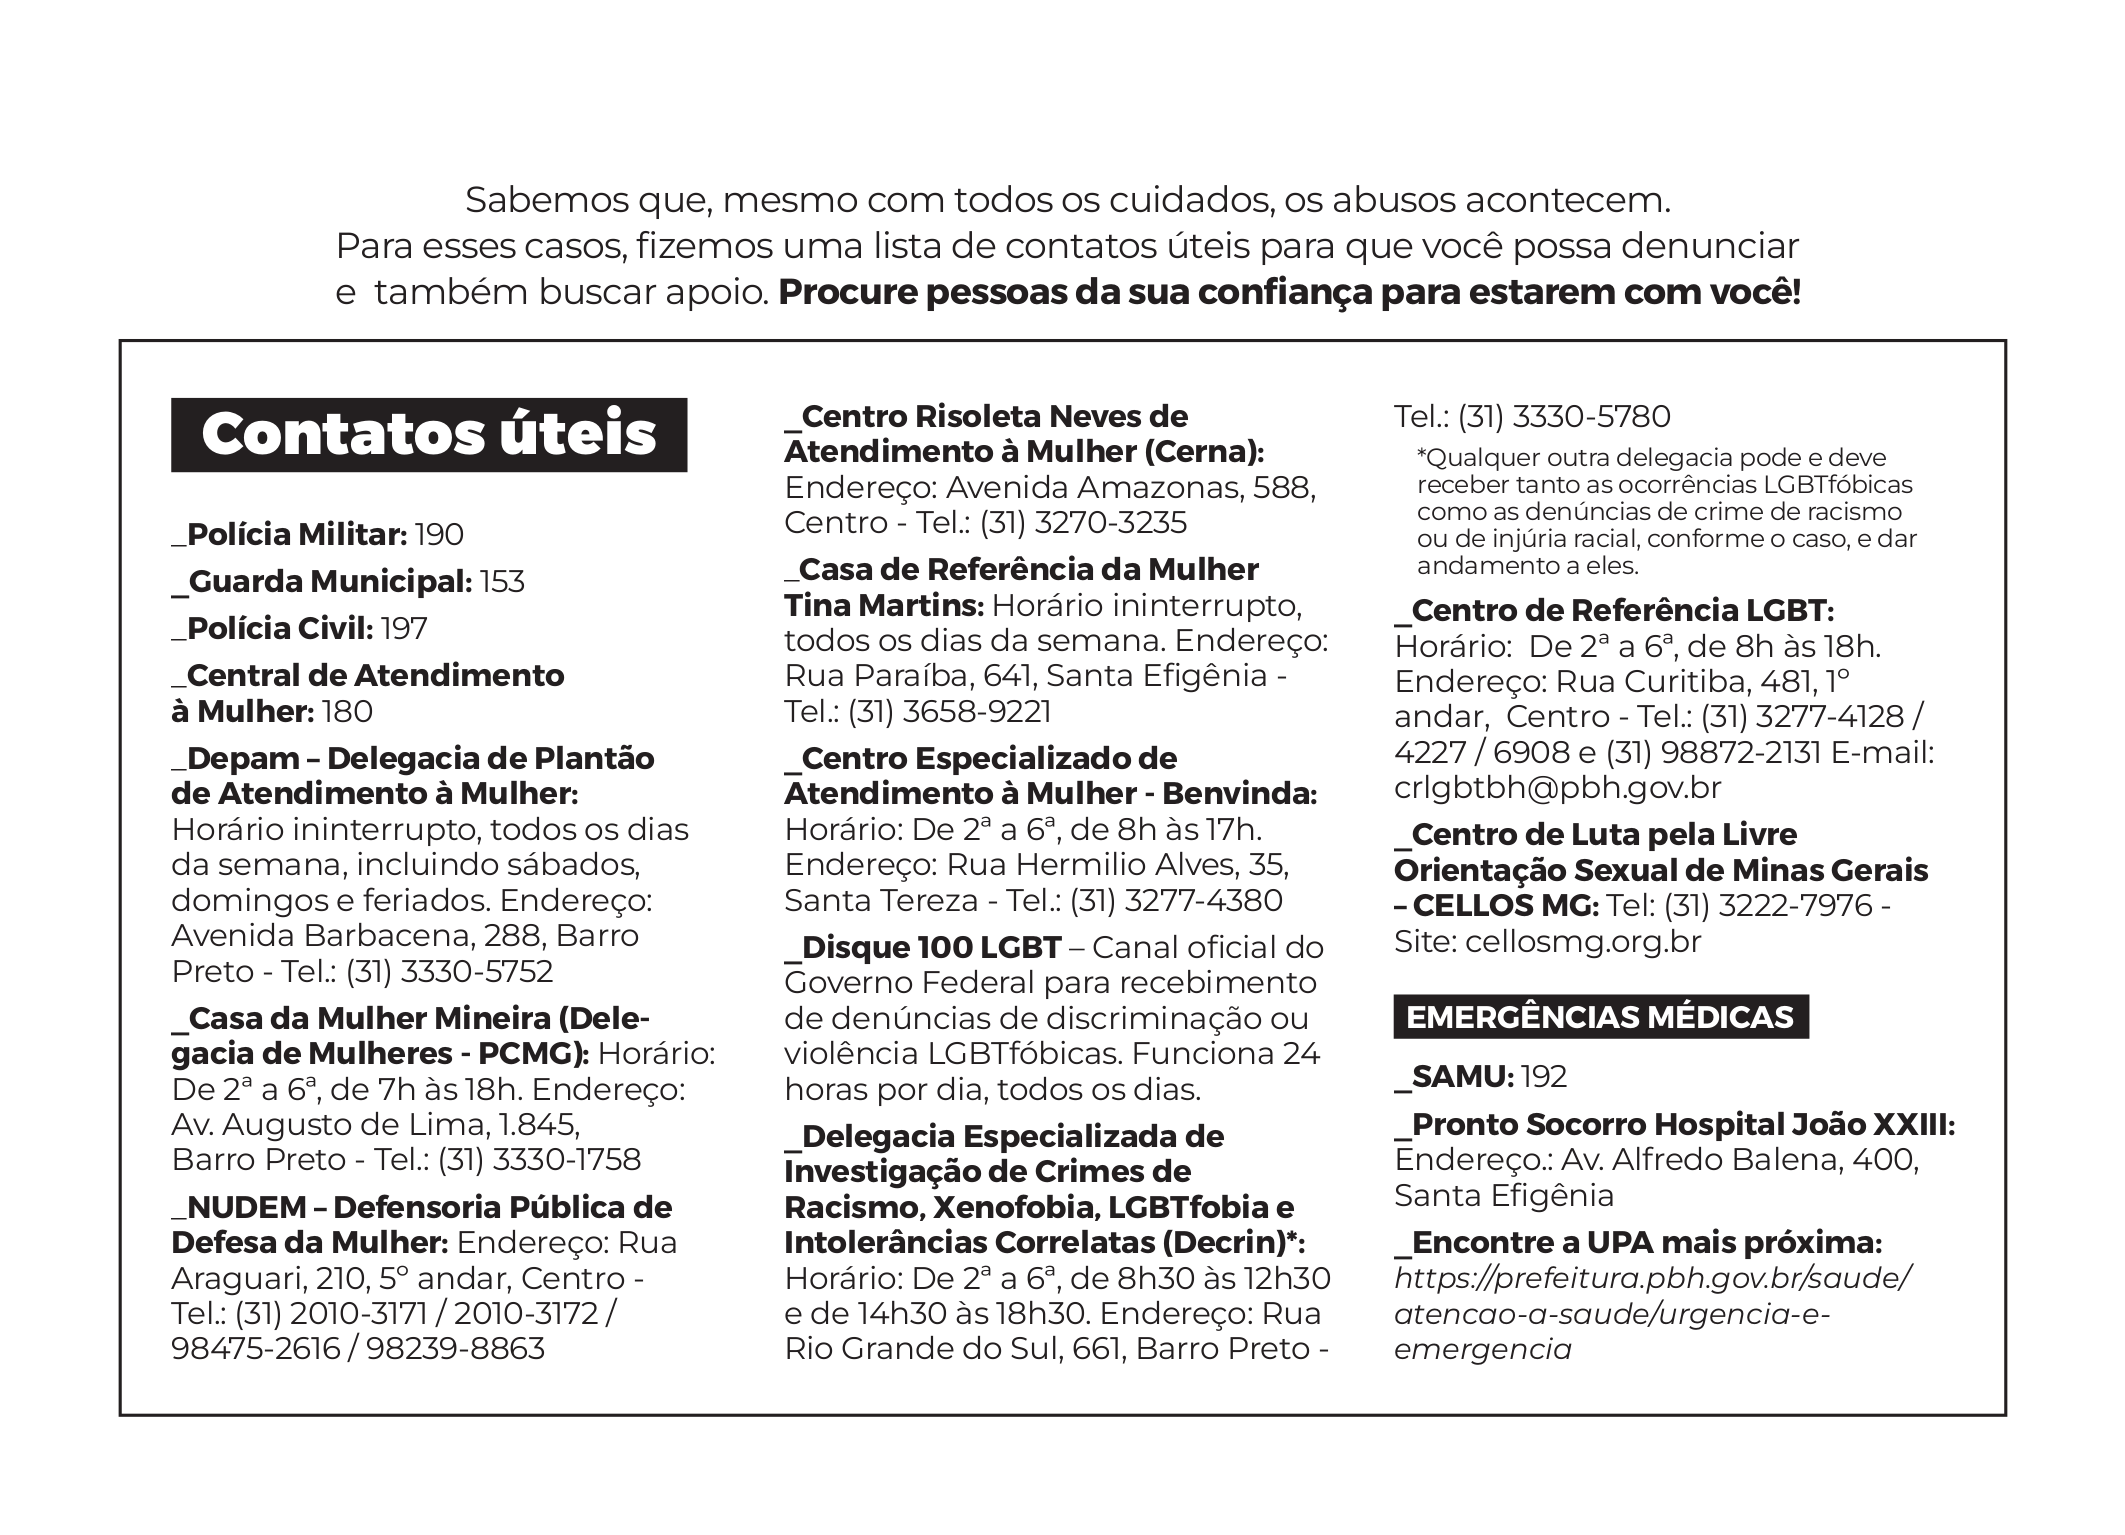 Sabemos que, mesmo com todos os cuidados, os abusos acontecem.
Para esses casos, fizemos uma lista de contatos úteis para que você possa denunciar
e também buscar apoio. Procure pessoas da sua confiança para estarem com você!
Contatos úteis
_Polícia Militar: 190
_Guarda Municipal: 153
_Polícia Civil: 197
_Central de Atendimento
à Mulher: 180
_Depam – Delegacia de Plantão
de Atendimento à Mulher:
Horário ininterrupto, todos os dias
da semana, incluindo sábados,
domingos e feriados. Endereço:
Avenida Barbacena, 288, Barro
Preto - Tel.: (31) 3330-5752
_Casa da Mulher Mineira (Dele-
gacia de Mulheres - PCMG): Horário:
De 2ª a 6ª, de 7h às 18h. Endereço:
Av. Augusto de Lima, 1.845,
Barro Preto - Tel.: (31) 3330-1758
_NUDEM – Defensoria Pública de
Defesa da Mulher: Endereço: Rua
Araguari, 210, 5º andar, Centro -
Tel.: (31) 2010-3171 / 2010-3172 /
98475-2616 / 98239-8863
_Centro Risoleta Neves de
Atendimento à Mulher (Cerna):
Endereço: Avenida Amazonas, 588,
Centro - Tel.: (31) 3270-3235
_Casa de Referência da Mulher
Tina Martins: Horário ininterrupto,
todos os dias da semana. Endereço:
Rua Paraíba, 641, Santa Efigênia -
Tel.: (31) 3658-9221
_Centro Especializado de
Atendimento à Mulher - Benvinda:
Horário: De 2ª a 6ª, de 8h às 17h.
Endereço: Rua Hermilio Alves, 35,
Santa Tereza - Tel.: (31) 3277-4380
_Disque 100 LGBT – Canal oficial do
Governo Federal para recebimento
de denúncias de discriminação ou
violência LGBTfóbicas. Funciona 24
horas por dia, todos os dias.
_Delegacia Especializada de
Investigação de Crimes de
Racismo, Xenofobia, LGBTfobia e
Intolerâncias Correlatas (Decrin)*:
Horário: De 2ª a 6ª, de 8h30 às 12h30
e de 14h30 às 18h30. Endereço: Rua
Rio Grande do Sul, 661, Barro Preto -
Tel.: (31) 3330-5780
*Qualquer outra delegacia pode e deve
receber tanto as ocorrências LGBTfóbicas
como as denúncias de crime de racismo
ou de injúria racial, conforme o caso, e dar
andamento a eles.
_Centro de Referência LGBT:
Horário: De 2ª a 6ª, de 8h às 18h.
Endereço: Rua Curitiba, 481, 1º
andar, Centro - Tel.: (31) 3277-4128 /
4227 / 6908 e (31) 98872-2131 E-mail:
crlgbtbh@pbh.gov.br
_Centro de Luta pela Livre
Orientação Sexual de Minas Gerais
– CELLOS MG: Tel: (31) 3222-7976 -
Site: cellosmg.org.br
EMERGÊNCIAS MÉDICAS
_SAMU: 192
_Pronto Socorro Hospital João XXIII:
Endereço.: Av. Alfredo Balena, 400,
Santa Efigênia
_Encontre a UPA mais próxima:
https://prefeitura.pbh.gov.br/saude/
atencao-a-saude/urgencia-e-
emergencia